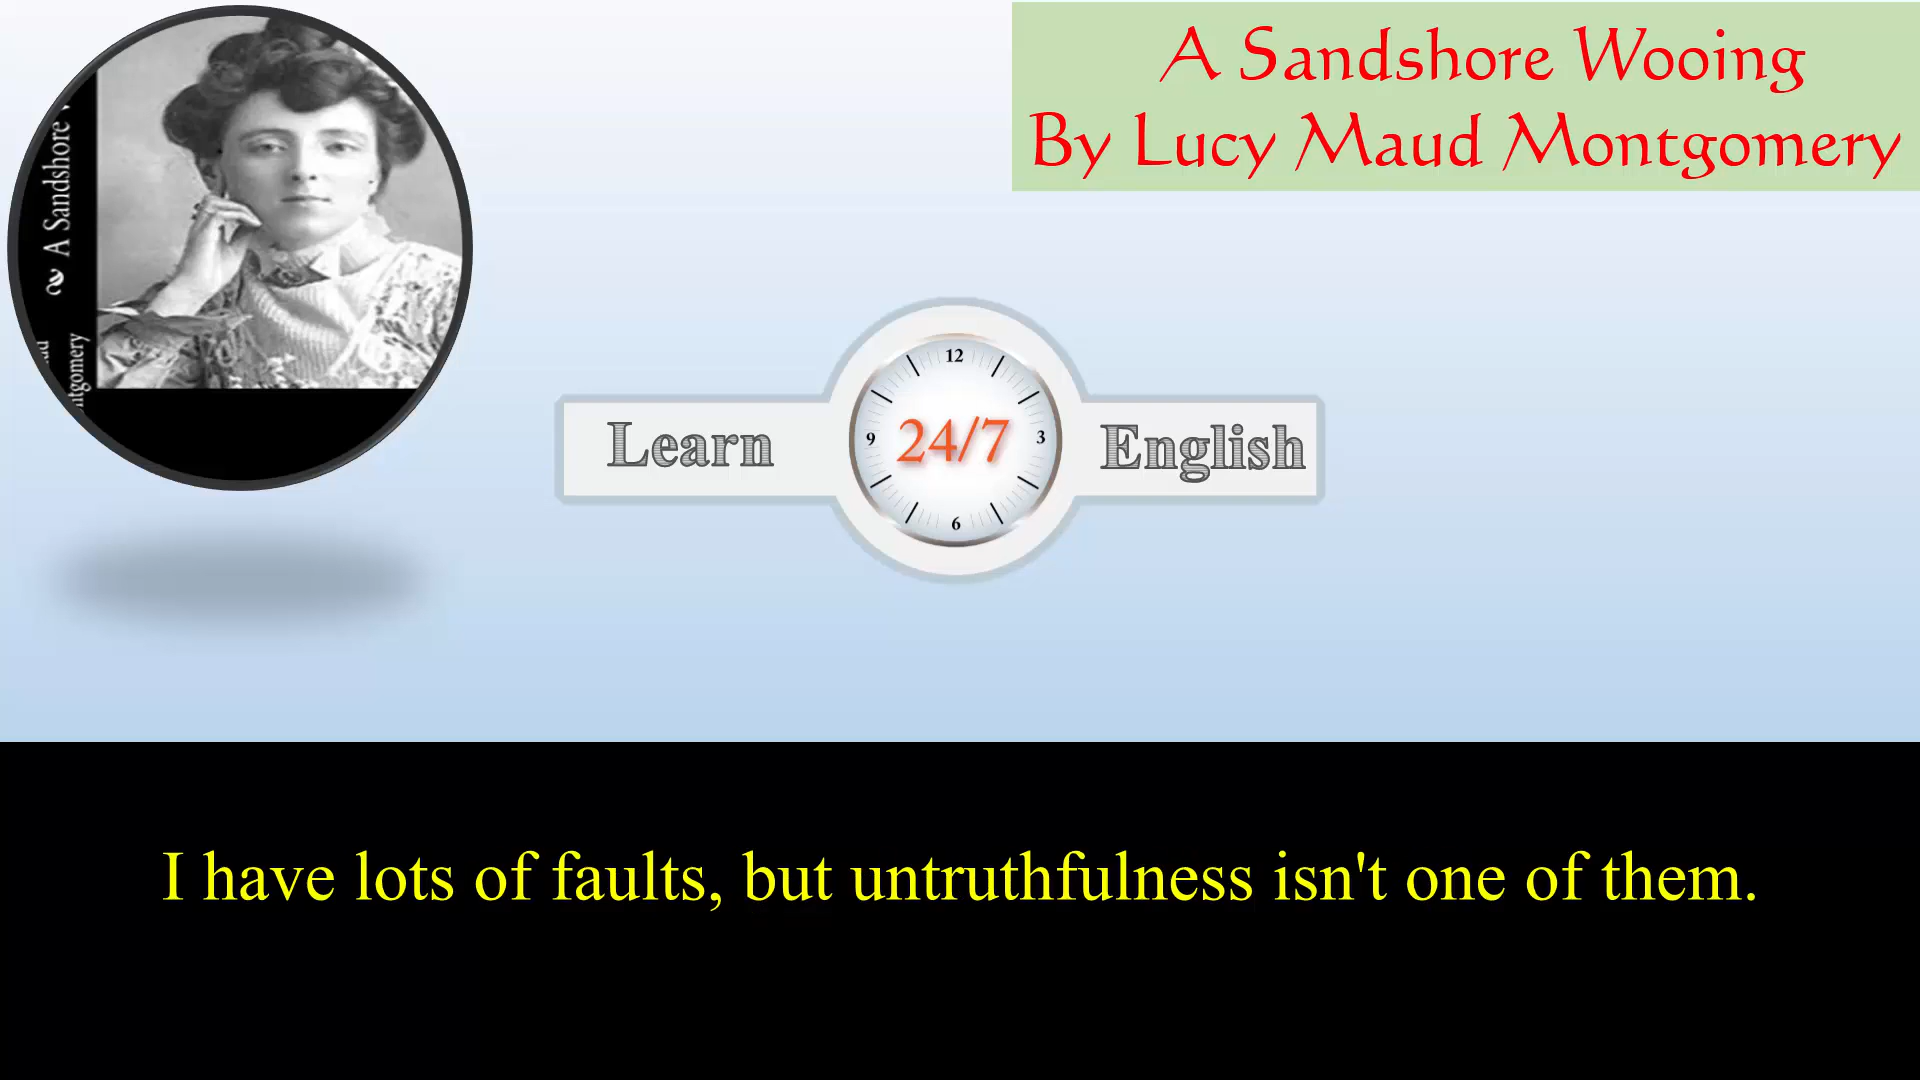 A Sandshore Wooing
By Lucy Maud Montgomery
A Sandshore
ntgomery
Learn
12
9
24/7
3
6
English
I have lots of faults, but untruthfulness isn't one of them.